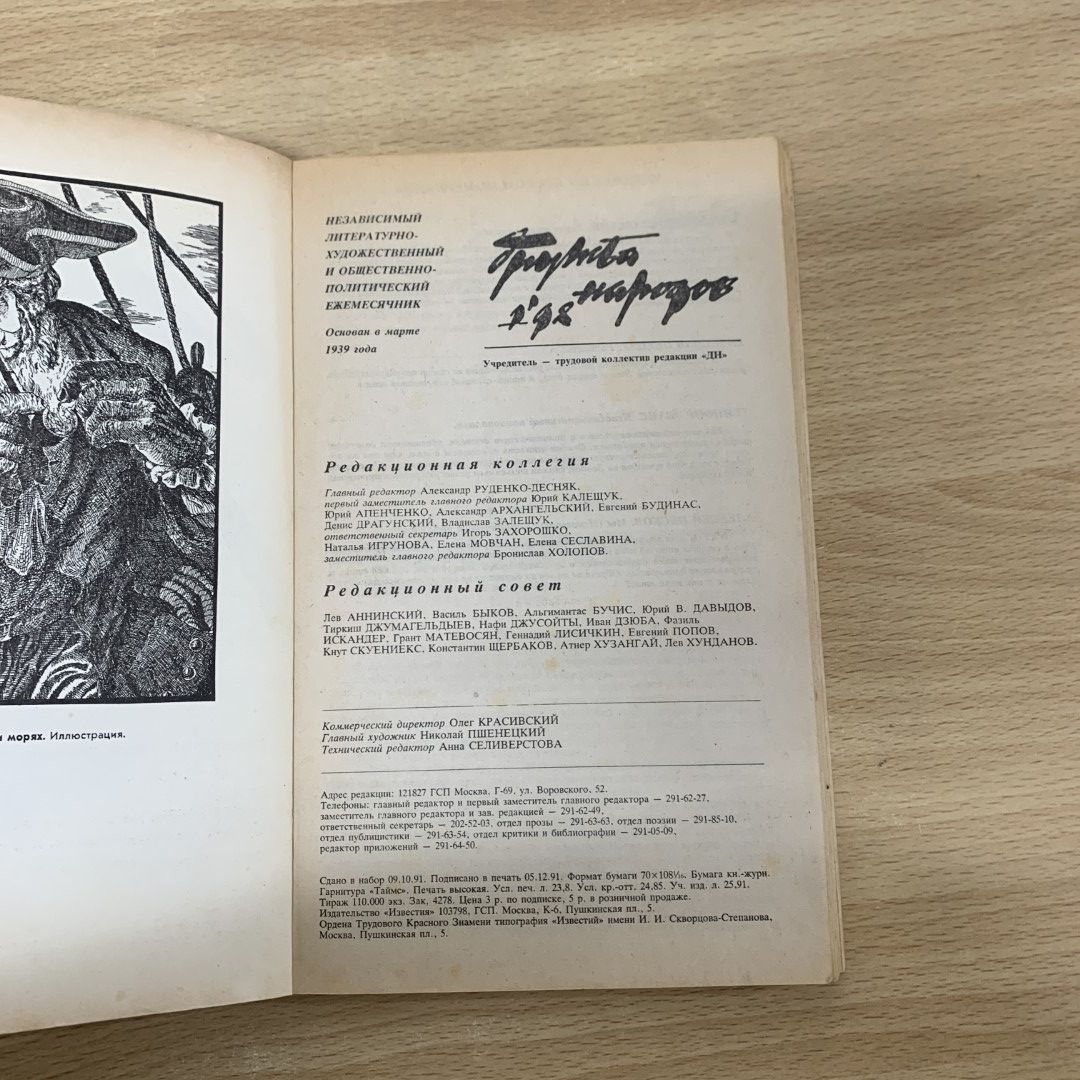 и морях. Иллюстрация.
НЕЗАВИСИМЫЙ
ЛИТЕРАТУРНО-
ХУДОЖЕСТВЕННЫЙ
И ОБЩЕСТВЕННО-
ПОЛИТИЧЕСКИЙ
ЕЖЕМЕСЯЧНИК
Основан в марте
1939 года
Дружба
народов
1'92
Учредитель — трудовой коллектив редакции «ДН»
Редакционная коллегия
Главный редактор Александр РУДЕНКО-ДЕСНЯК,
первый заместитель главного редактора Юрий КАЛЕЩУК,
Юрий АПЕНЧЕНКО, Александр АРХАНГЕЛЬСКИЙ, Евгений БУДИНАС,
Денис ДРАГУНСКИЙ, Владислав ЗАЛЕЩУК,
ответственный секретарь Игорь ЗАХОРОШКО,
Наталья ИГРУНОВА, Елена МОВЧАН, Елена СЕСЛАВИНА,
заместитель главного редактора Бронислав ХОЛОПОВ.
Редакционный совет
Лев АННИНСКИЙ, Василь БЫКОВ, Альгимантас БУЧИС, Юрий В. ДАВЫДОВ,
Тиркиш ДЖУМАГЕЛЬДЫЕВ, Нафи ДЖУСОЙТЫ, Иван ДЗЮБА, Фазиль
ИСКАНДЕР, Грант МАТЕВОСЯН, Геннадий ЛИСИЧКИН, Евгений ПОПОВ,
Кнут СКУЕНИЕКС, Константин ЩЕРБАКОВ, Атнер ХУЗАНГАЙ, Лев ХУНДАНОВ.
Коммерческий директор Олег КРАСИВСКИЙ
Главный художник Николай ПШЕНЕЦКИЙ
Технический редактор Анна СЕЛИВЕРСТОВА
Адрес редакции: 121827 ГСП Москва, Г-69, ул. Воровского, 52.
Телефоны: главный редактор и первый заместитель главного редактора — 291-62-27,
заместитель главного редактора и зав. редакцией — 291-62-49,
ответственный секретарь — 202-52-03, отдел прозы — 291-63-63, отдел поэзии — 291-85-10,
отдел публицистики — 291-63-54, отдел критики и библиографии — 291-05-09,
редактор приложений — 291-64-50.
Сдано в набор 09.10.91. Подписано в печать 05.12.91. Формат бумаги 70×108¹/₁₆. Бумага кн.-журн.
Гарнитура «Таймс». Печать высокая. Усл. печ. л. 23,8. Усл. кр.-отт. 24,85. Уч. изд. л. 25,91.
Тираж 110.000 экз. Зак, 4278. Цена 3 р. по подписке, 5 р. в розничной продаже.
Издательство «Известия» 103798, ГСП. Москва, К-6, Пушкинская пл., 5.
Ордена Трудового Красного Знамени типография «Известий» имени И. И. Скворцова-Степанова,
Москва, Пушкинская пл., 5.